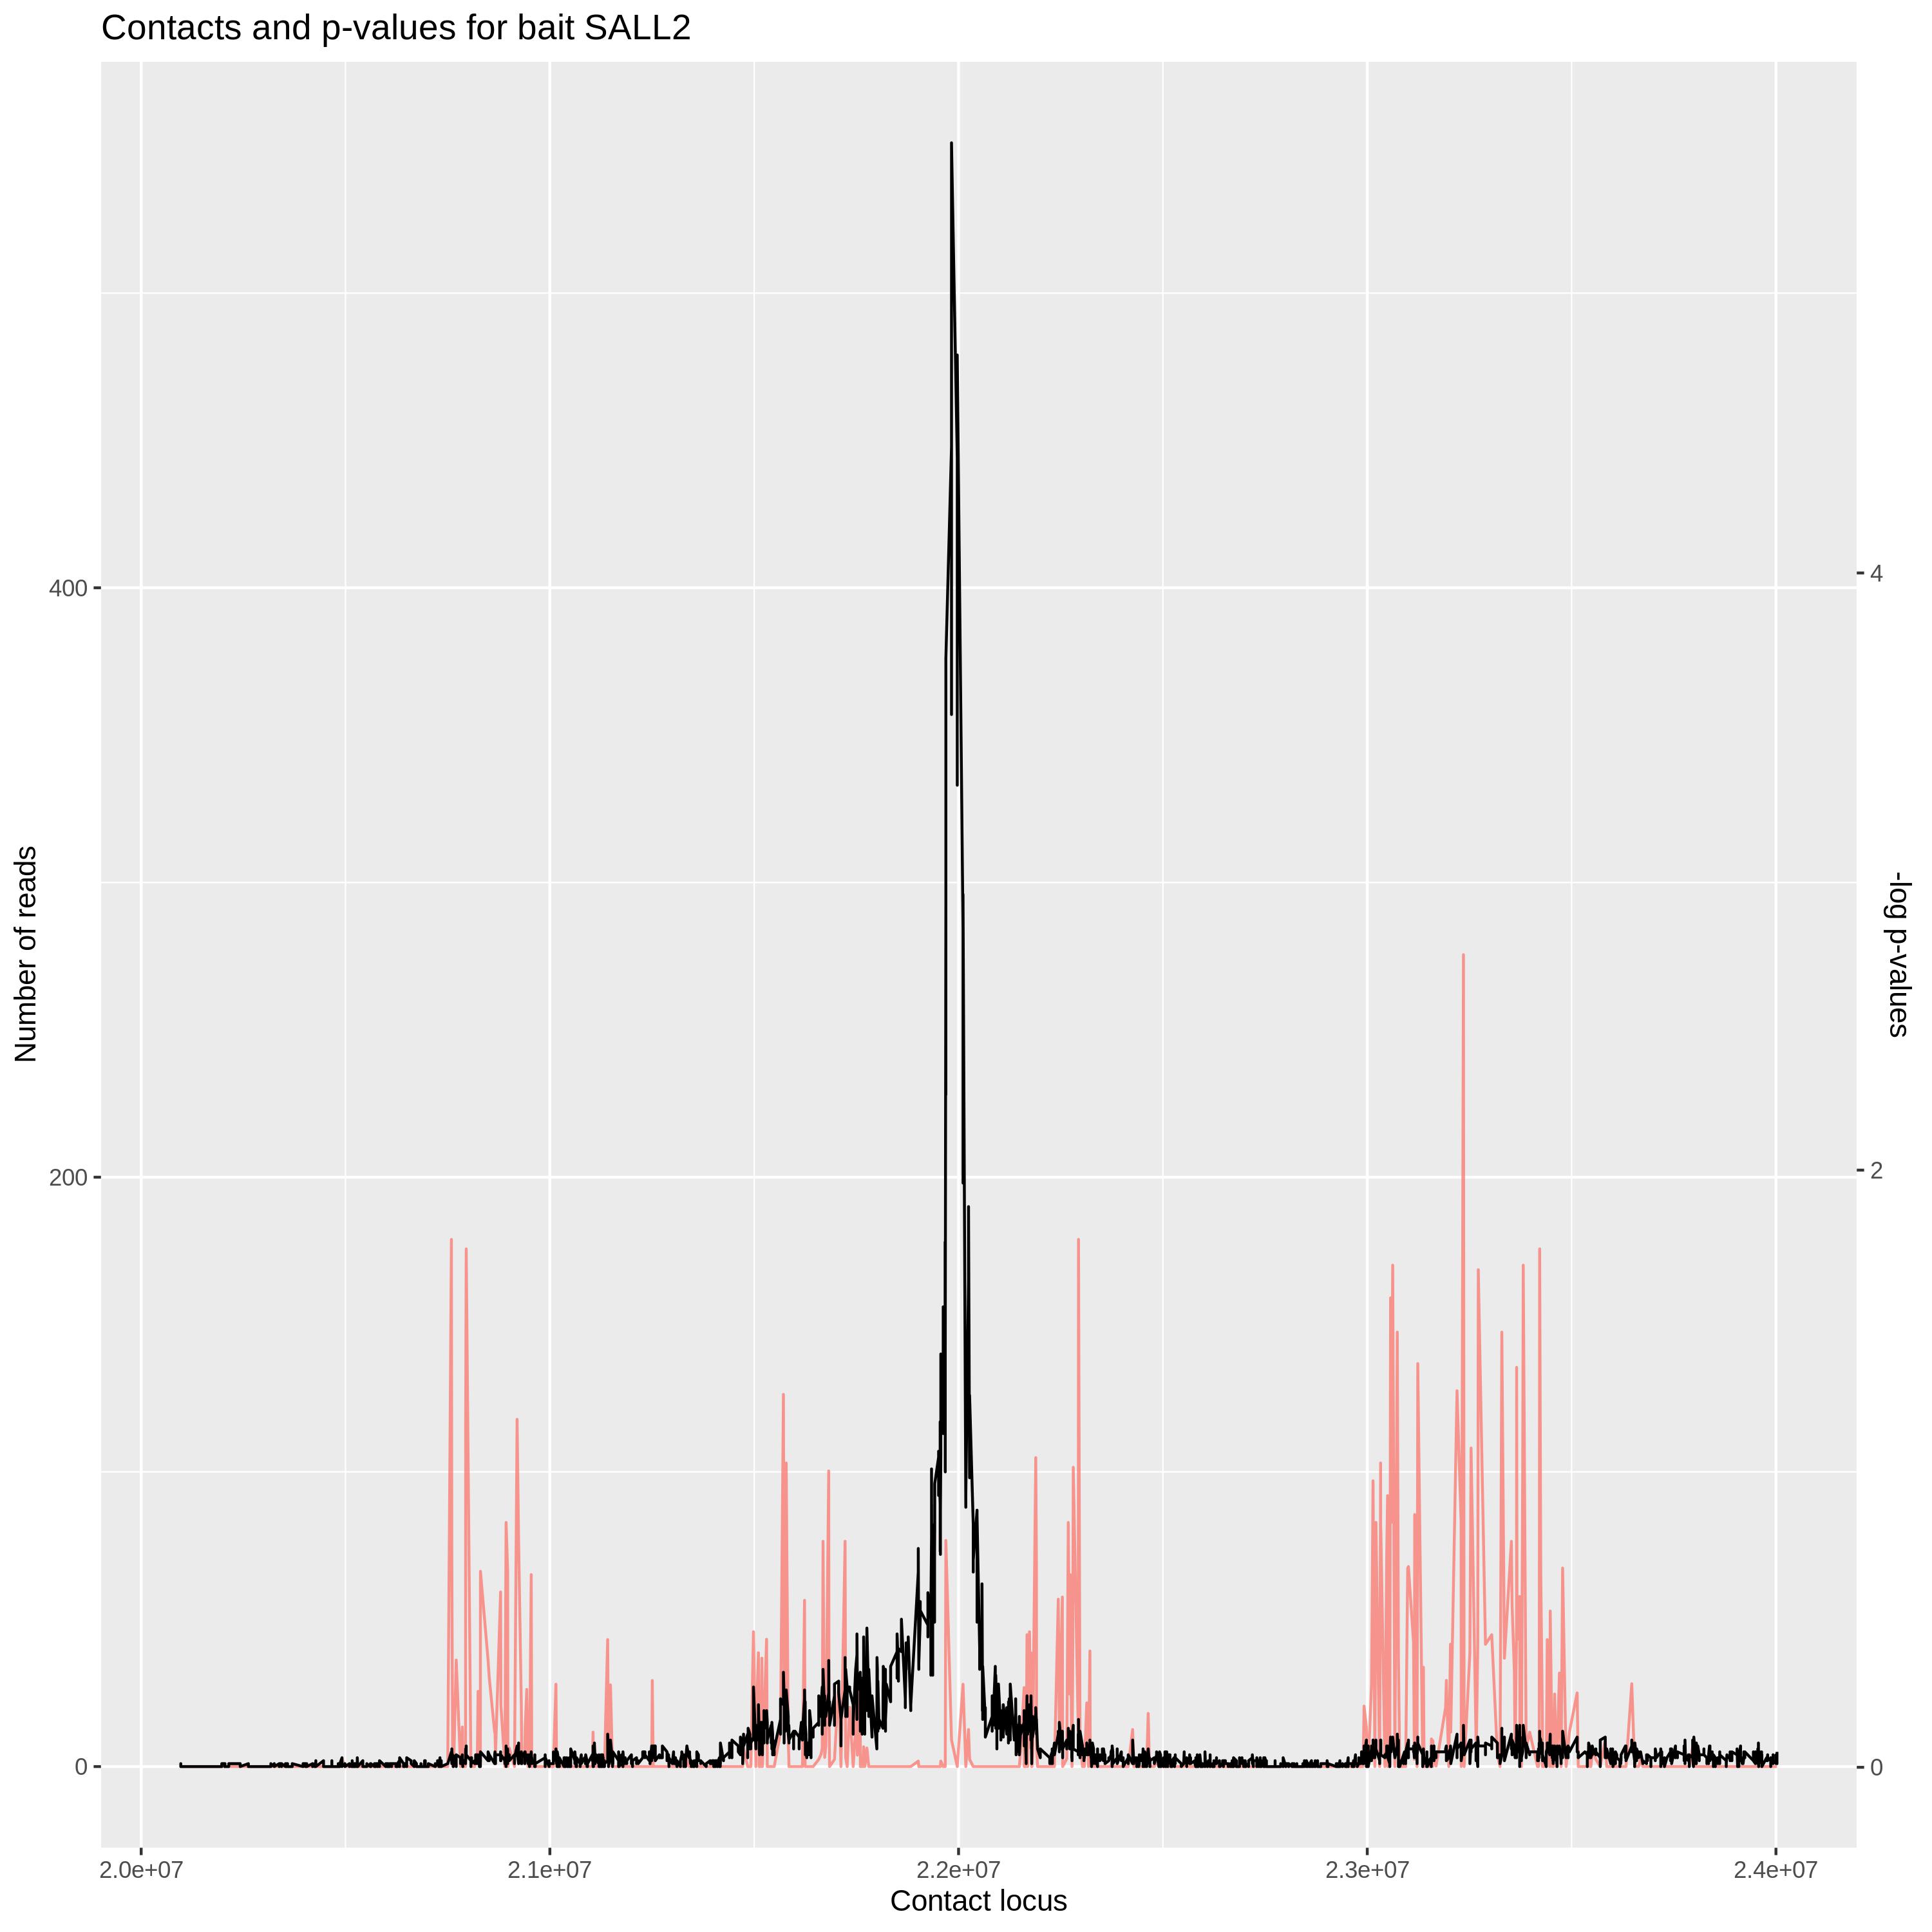 Contacts and p-values for bait SALL2
Number of reads
400
200
0
4
2
0
-log p-values
2.0e+07 2.1e+07 2.2e+07 2.3e+07 2.4e+07
Contact locus